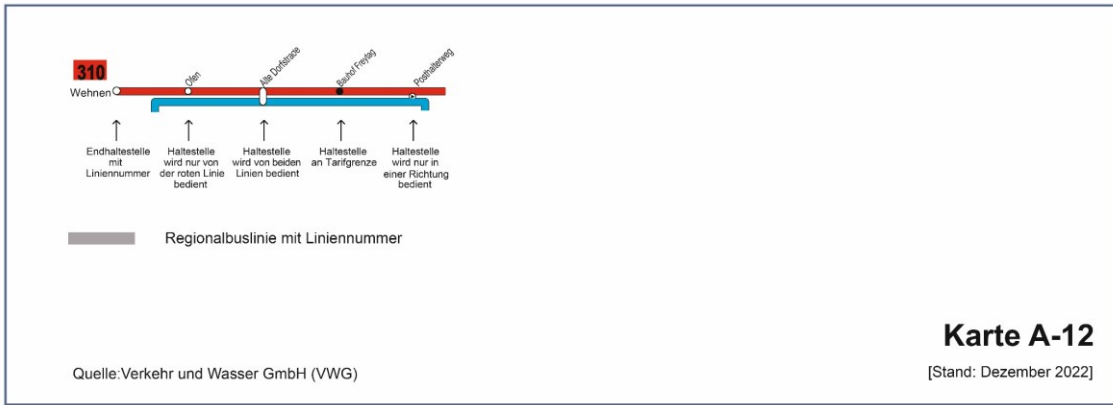 310
Wehnen
Ofen
Alte Dorfstrace
Bauhof Freytag
Posthalterweg
Endhaltestelle
mit
Liniennummer
Haltestelle
wird nur von
der roten Linie
bedient
Haltestelle
wird von beiden
Linien bedient
Haltestelle
an Tarifgrenze
Haltestelle
wird nur in
einer Richtung
bedient
Regionalbuslinie mit Liniennummer
Karte A-12
Quelle:Verkehr und Wasser GmbH (VWG)
[Stand: Dezember 2022]